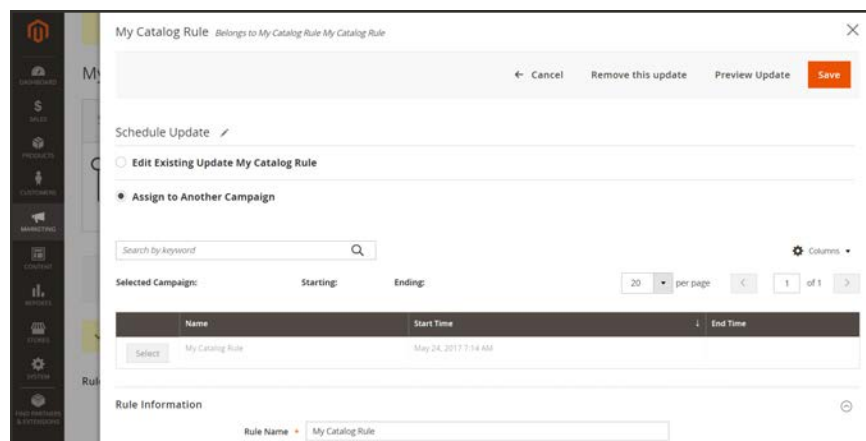 My Catalog Rule Belongs to My Catalog Rule My Catalog Rule
← Cancel Remove this update Preview Update Save
DASHBOARD
My
$
SALES
Schedule Update
PRODUCTS
Edit Existing Update My Catalog Rule
CUSTOMERS
Assign to Another Campaign
MARKETING
CONTENT
Search by keyword
Columns
Selected Campaign: Starting: Ending: 20 per page < 1 of 1 >
REPORTS
Name Start Time ↓ End Time
STORES
Select My Catalog Rule May 24, 2017 7:14 AM
SYSTEM
Rule
Rule Information
FIND PARTNERS
& EXTENSIONS
Rule Name * My Catalog Rule